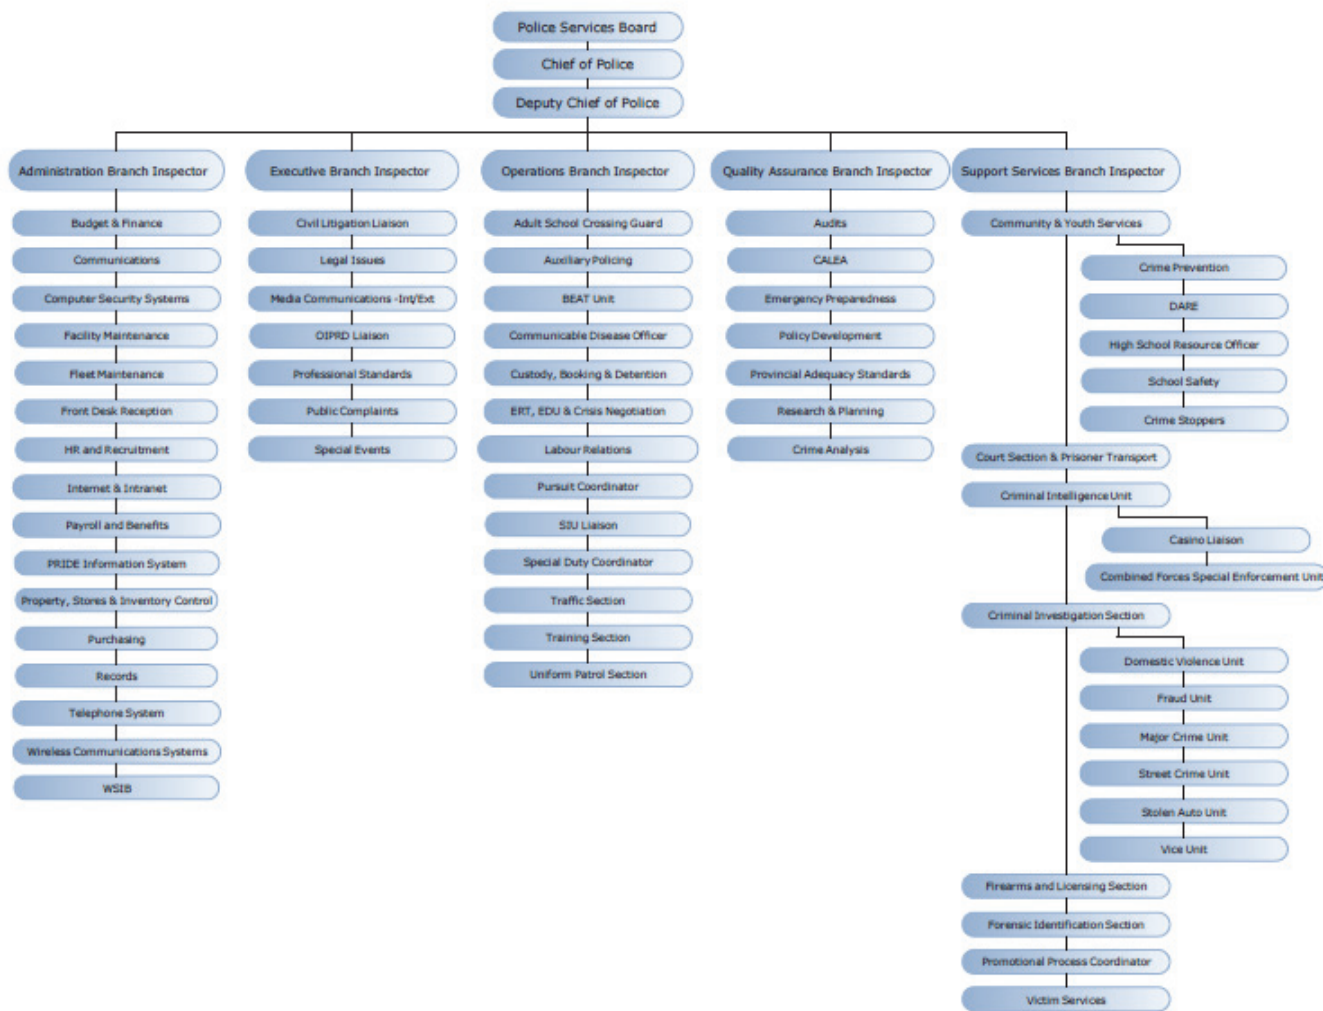 Police Services Board
Chief of Police
Deputy Chief of Police
Administration Branch Inspector
Budget & Finance
Communications
Computer Security Systems
Facility Maintenance
Fleet Maintenance
Front Desk Reception
HR and Recruitment
Internet & Intranet
Payroll and Benefits
PRIDE Information System
Property, Stores & Inventory Control
Purchasing
Records
Telephone System
Wireless Communications Systems
WSIB
Executive Branch Inspector
Civil Litigation Liaison
Legal Issues
Media Communications -Int/Ext
OIPRD Liaison
Professional Standards
Public Complaints
Special Events
Operations Branch Inspector
Adult School Crossing Guard
Auxiliary Policing
BEAT Unit
Communicable Disease Officer
Custody, Booking & Detention
ERT, EDU & Crisis Negotiation
Labour Relations
Pursuit Coordinator
SIU Liaison
Special Duty Coordinator
Traffic Section
Training Section
Uniform Patrol Section
Quality Assurance Branch Inspector
Audits
CALEA
Emergency Preparedness
Policy Development
Provincial Adequacy Standards
Research & Planning
Crime Analysis
Support Services Branch Inspector
Community & Youth Services
Crime Prevention
DARE
High School Resource Officer
School Safety
Crime Stoppers
Court Section & Prisoner Transport
Criminal Intelligence Unit
Casino Liaison
Combined Forces Special Enforcement Unit
Criminal Investigation Section
Domestic Violence Unit
Fraud Unit
Major Crime Unit
Street Crime Unit
Stolen Auto Unit
Vice Unit
Firearms and Licensing Section
Forensic Identification Section
Promotional Process Coordinator
Victim Services